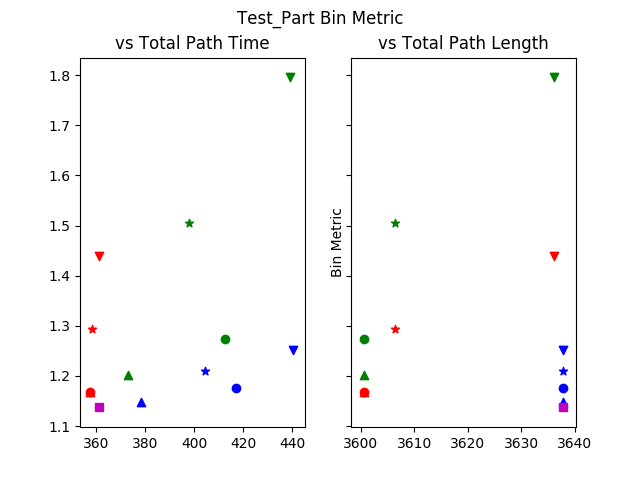 Test_Part Bin Metric
vs Total Path Time
vs Total Path Length
1.8
1.7
1.6
1.5
1.4
1.3
1.2
1.1
Bin Metric
360 380 400 420 440
3600 3610 3620 3630 3640